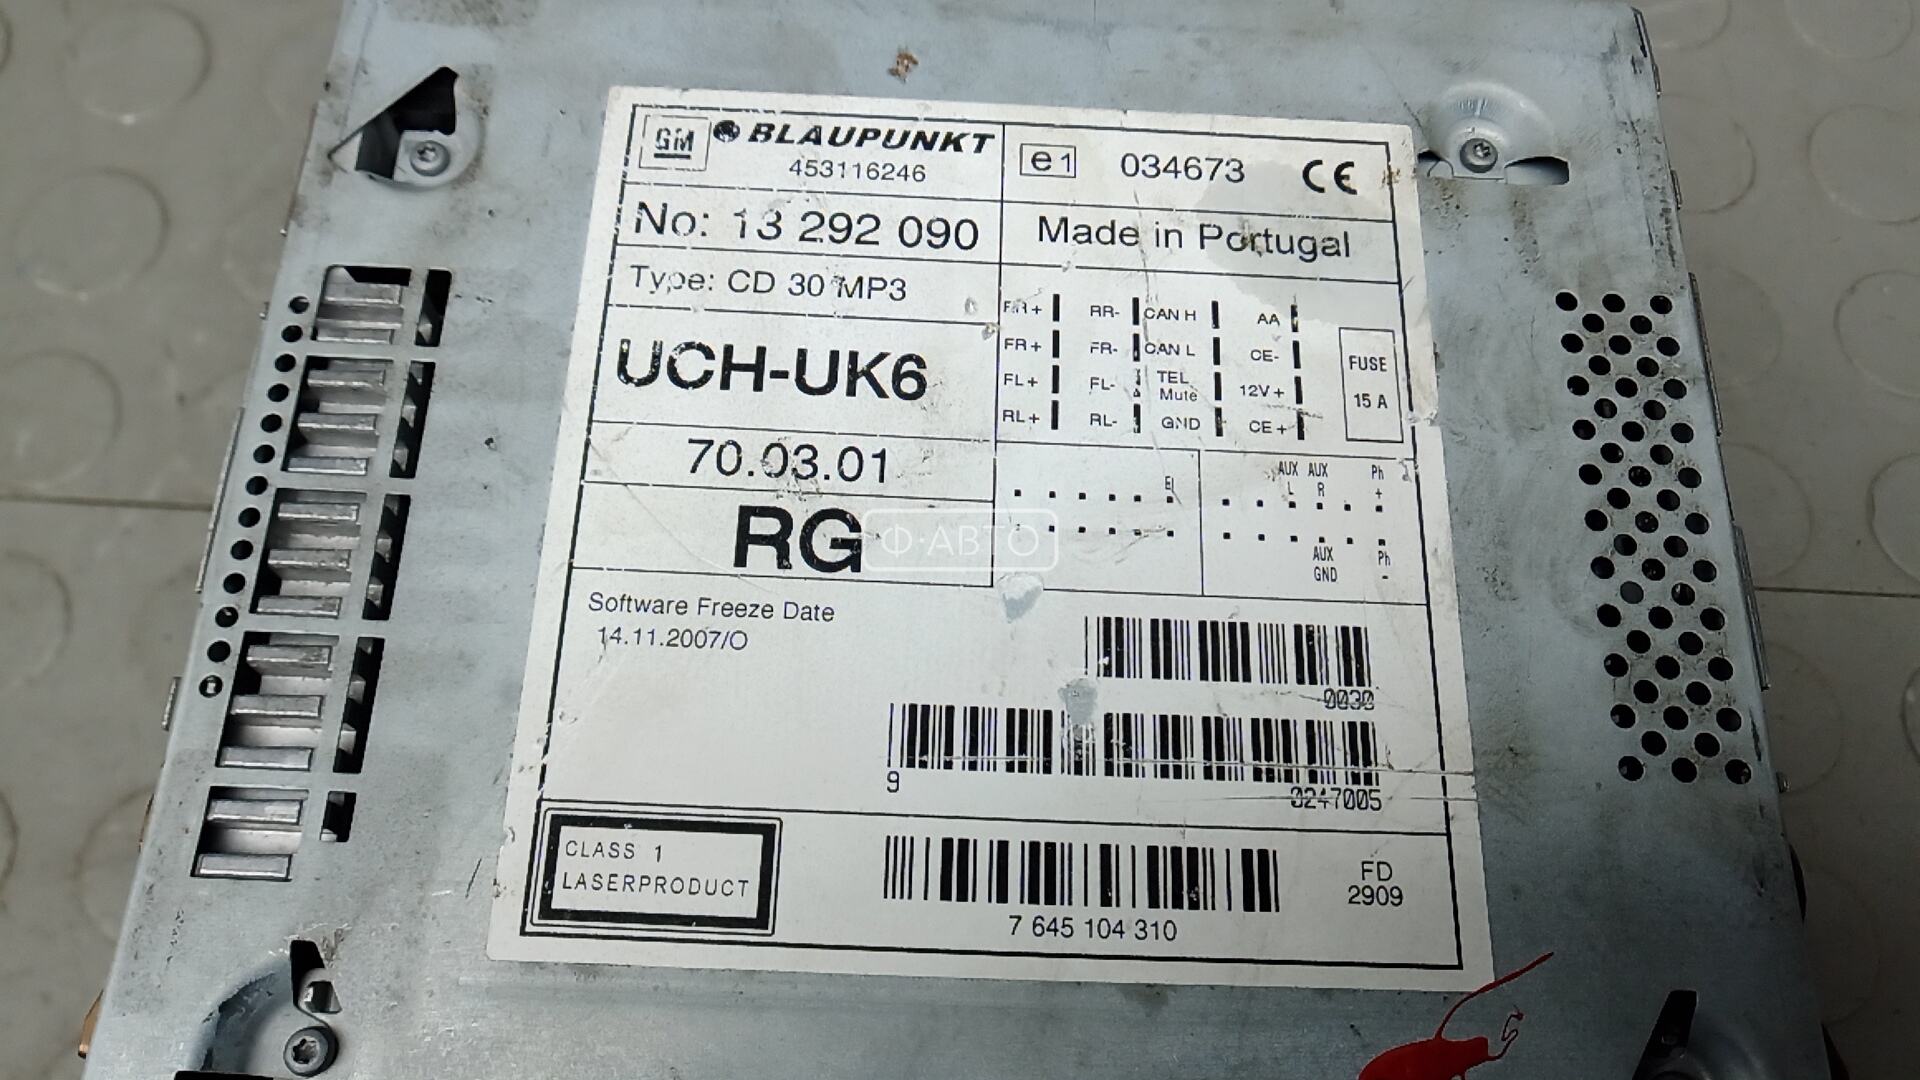 GM BLAUPUNKT
453116246
e1 034673 CE
No: 13 292 090
Made in Portugal
Type: CD 30 MP3
UCH-UK6
70.03.01
RG
RR+ RR- CAN H AA
FR+ FR- CAN L CE-
FL+ FL- TEL Mute 12V+
RL+ RL- GND CE+
FUSE
15 A
AUX L AUX R Ph +
AUX GND Ph -
Ф·АВТО
Software Freeze Date
14.11.2007/O
0030
9 0247005
CLASS 1
LASERPRODUCT
7 645 104 310
FD
2909